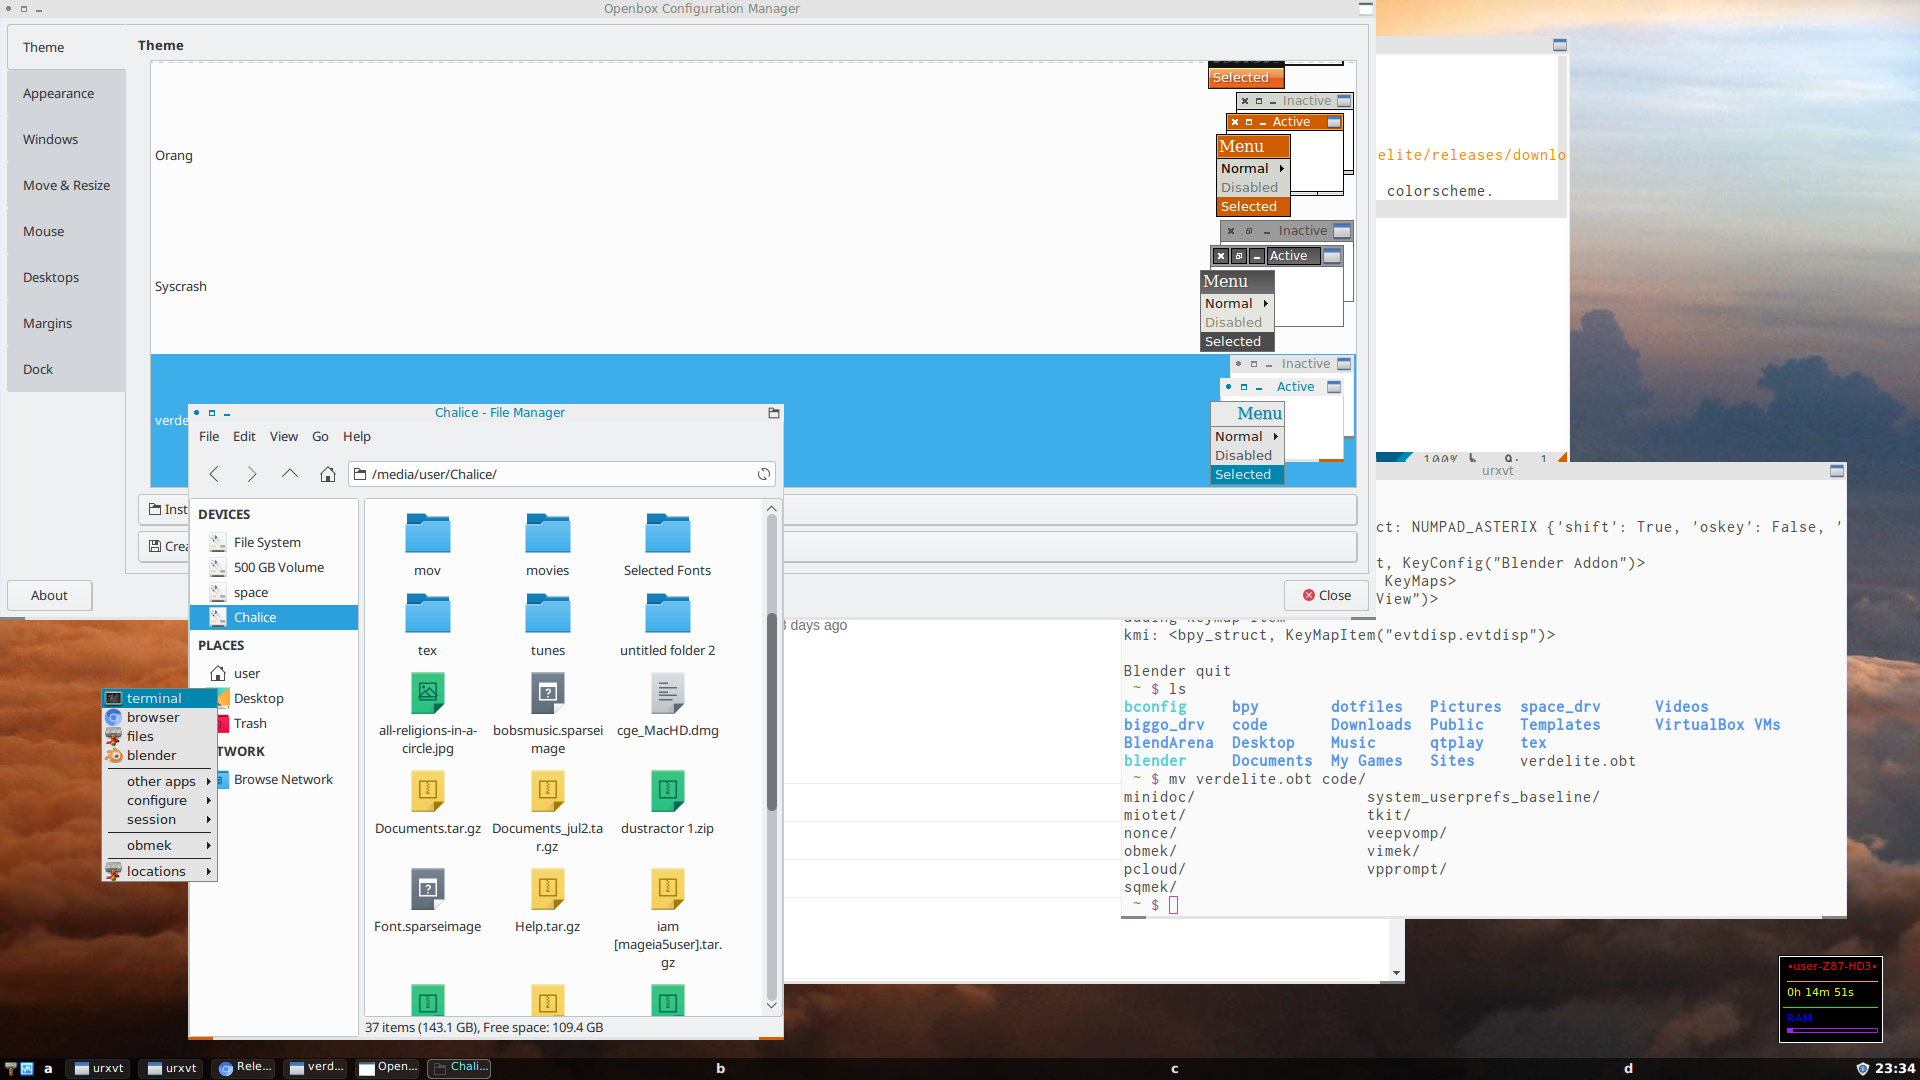 Openbox Configuration Manager
Theme
Appearance
Windows
Move & Resize
Mouse
Desktops
Margins
Dock
About
Theme
Selected
Orang
Inactive
Active
Menu
Normal
Disabled
Selected
Syscrash
Inactive
Active
Menu
Normal
Disabled
Selected
verde
Inactive
Active
Menu
Normal
Disabled
Selected
Inst
Crea
Close
Chalice - File Manager
File Edit View Go Help
/media/user/Chalice/
DEVICES
File System
500 GB Volume
space
Chalice
PLACES
user
Desktop
Trash
TWORK
Browse Network
mov
movies
Selected Fonts
tex
tunes
untitled folder 2
all-religions-in-a-
circle.jpg
bobsmusic.sparsei
mage
cge_MacHD.dmg
Documents.tar.gz
Documents_jul2.ta
r.gz
dustractor 1.zip
Font.sparseimage
Help.tar.gz
iam
[mageia5user].tar.
gz
37 items (143.1 GB), Free space: 109.4 GB
terminal
browser
files
blender
other apps
configure
session
obmek
locations
elite/releases/downlo
colorscheme.
100%
1
days ago
urxvt
ct: NUMPAD_ASTERIX {'shift': True, 'oskey': False, '
t, KeyConfig("Blender Addon")>
KeyMaps>
View")>
adding Keymap Item
kmi: <bpy_struct, KeyMapItem("evtdisp.evtdisp")>
Blender quit
~ $ ls
bconfig bpy dotfiles Pictures space_drv Videos
biggo_drv code Downloads Public Templates VirtualBox VMs
BlendArena Desktop Music qtplay tex
blender Documents My Games Sites verdelite.obt
~ $ mv verdelite.obt code/
minidoc/ system_userprefs_baseline/
miotet/ tkit/
nonce/ veepvomp/
obmek/ vimek/
pcloud/ vpprompt/
sqmek/
~ $
•user-Z87-HD3•
0h 14m 51s
RAM
a urxvt urxvt Rele... verd... Open... Chali... b c d 23:34